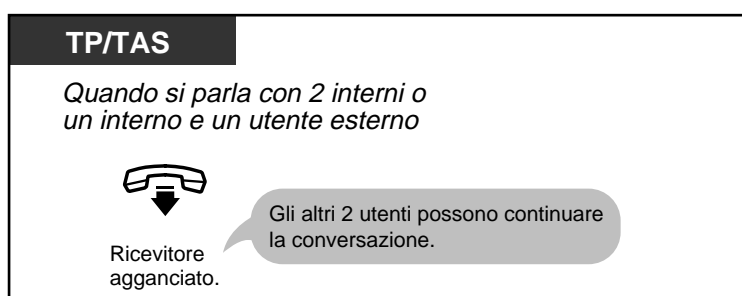 TP/TAS
Quando si parla con 2 interni o
un interno e un utente esterno
Gli altri 2 utenti possono continuare
la conversazione.
Ricevitore
agganciato.